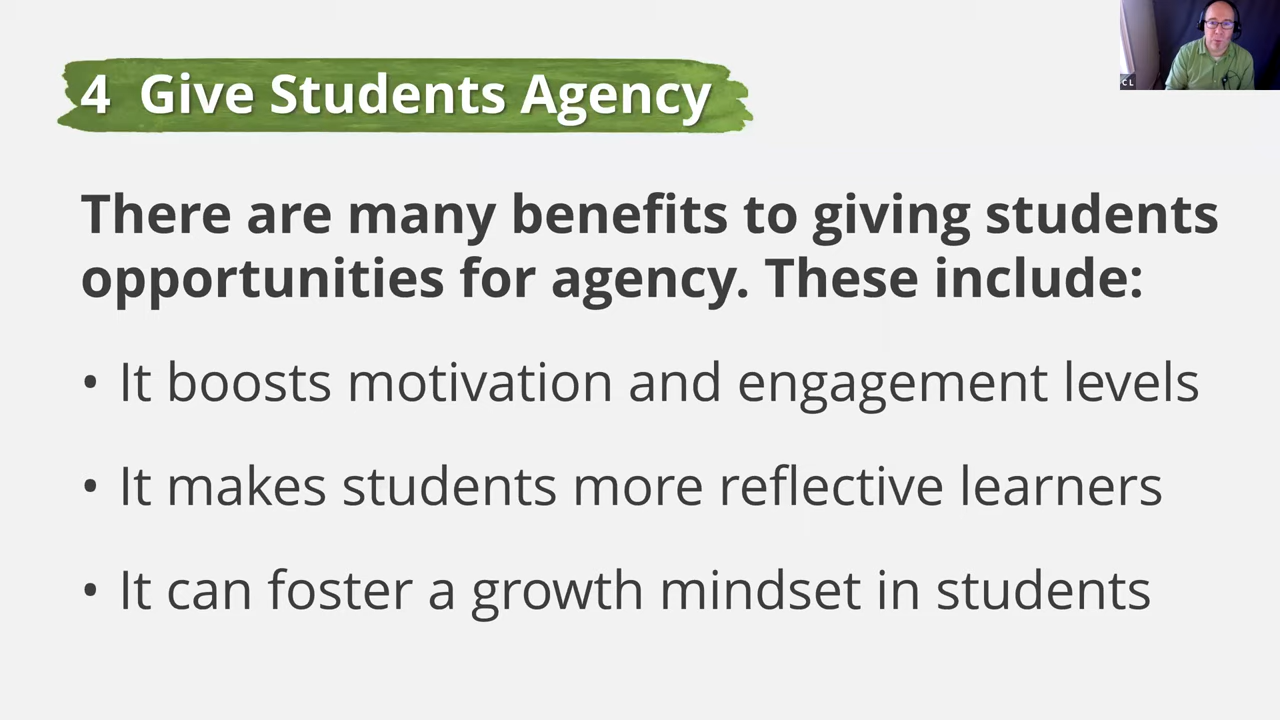 4 Give Students Agency
There are many benefits to giving students
opportunities for agency. These include:
• It boosts motivation and engagement levels
• It makes students more reflective learners
• It can foster a growth mindset in students
C L